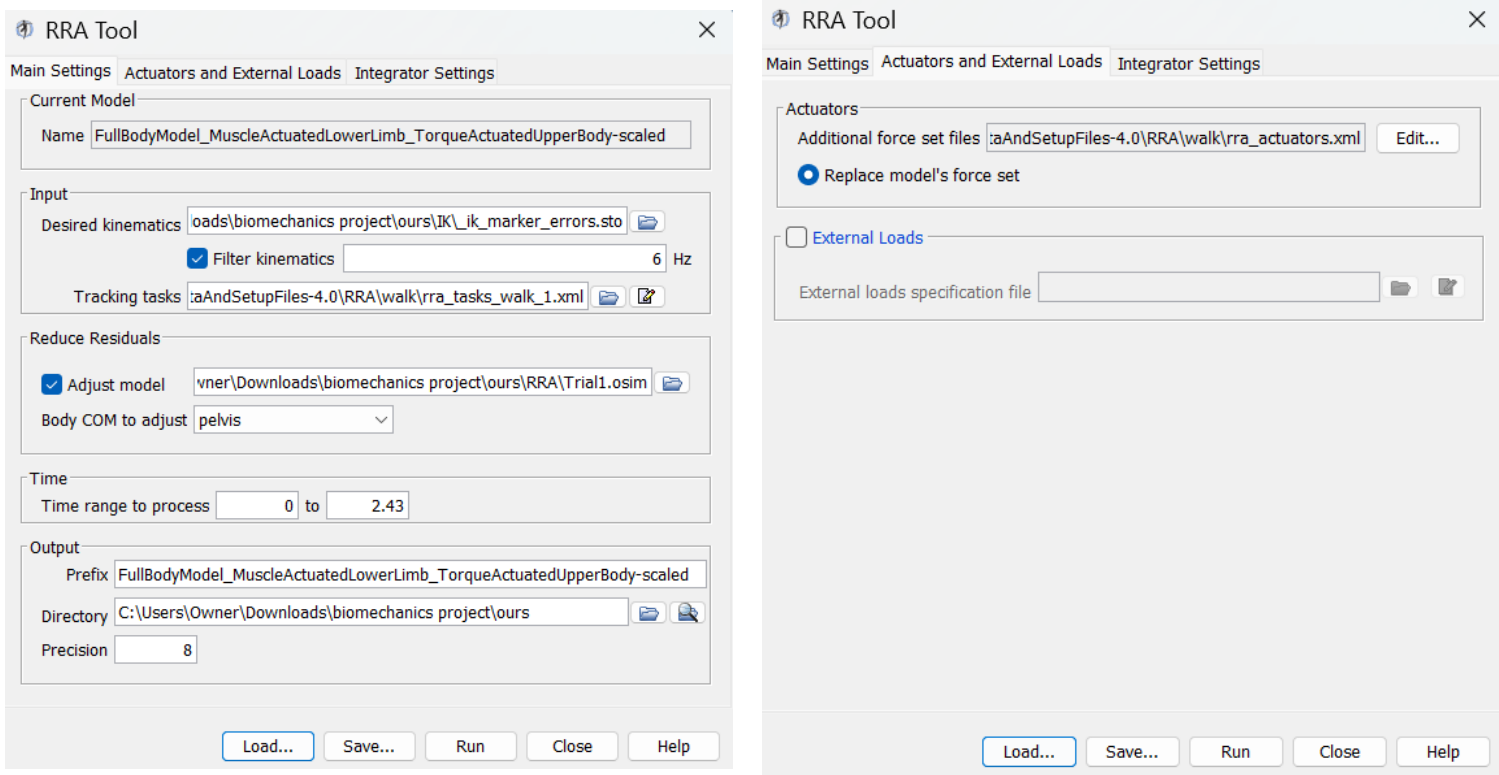 RRA Tool
Main Settings Actuators and External Loads Integrator Settings
Current Model
Name FullBodyModel_MuscleActuatedLowerLimb_TorqueActuatedUpperBody-scaled
Input
Desired kinematics loads\biomechanics project\ours\IK\_ik_marker_errors.sto
Filter kinematics 6 Hz
Tracking tasks taAndSetupFiles-4.0\RRA\walk\rra_tasks_walk_1.xml
Reduce Residuals
Adjust model wner\Downloads\biomechanics project\ours\RRA\Trial1.osim
Body COM to adjust pelvis
Time
Time range to process 0 to 2.43
Output
Prefix FullBodyModel_MuscleActuatedLowerLimb_TorqueActuatedUpperBody-scaled
Directory C:\Users\Owner\Downloads\biomechanics project\ours
Precision 8
Load... Save... Run Close Help
RRA Tool
Main Settings Actuators and External Loads Integrator Settings
Actuators
Additional force set files taAndSetupFiles-4.0\RRA\walk\rra_actuators.xml Edit...
Replace model's force set
External Loads
External loads specification file
Load... Save... Run Close Help